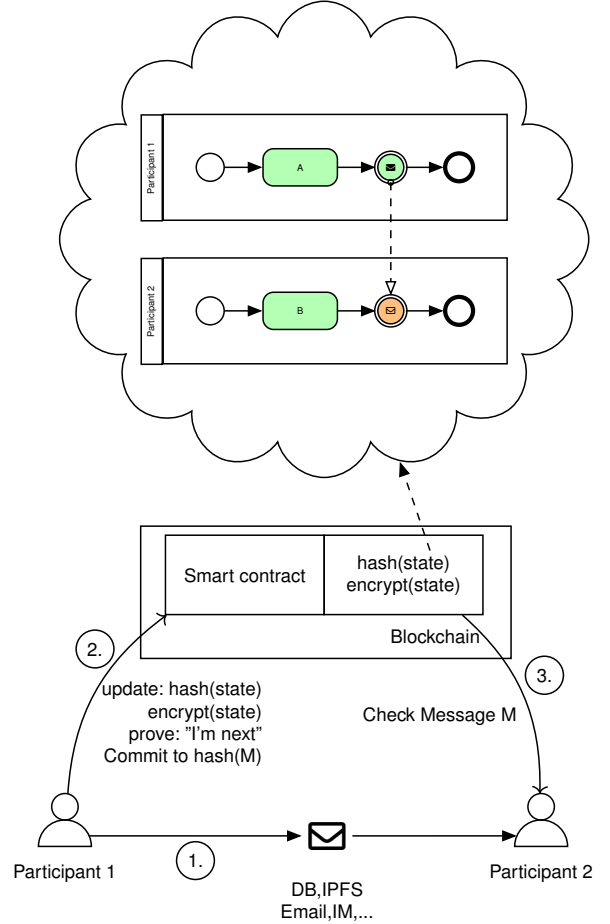 Participant 1
A
Participant 2
B
Smart contract
hash(state)
encrypt(state)
Blockchain
2.
3.
update: hash(state)
encrypt(state)
prove: ”I’m next”
Commit to hash(M)
Check Message M
1.
Participant 1
Participant 2
DB,IPFS
Email,IM,...